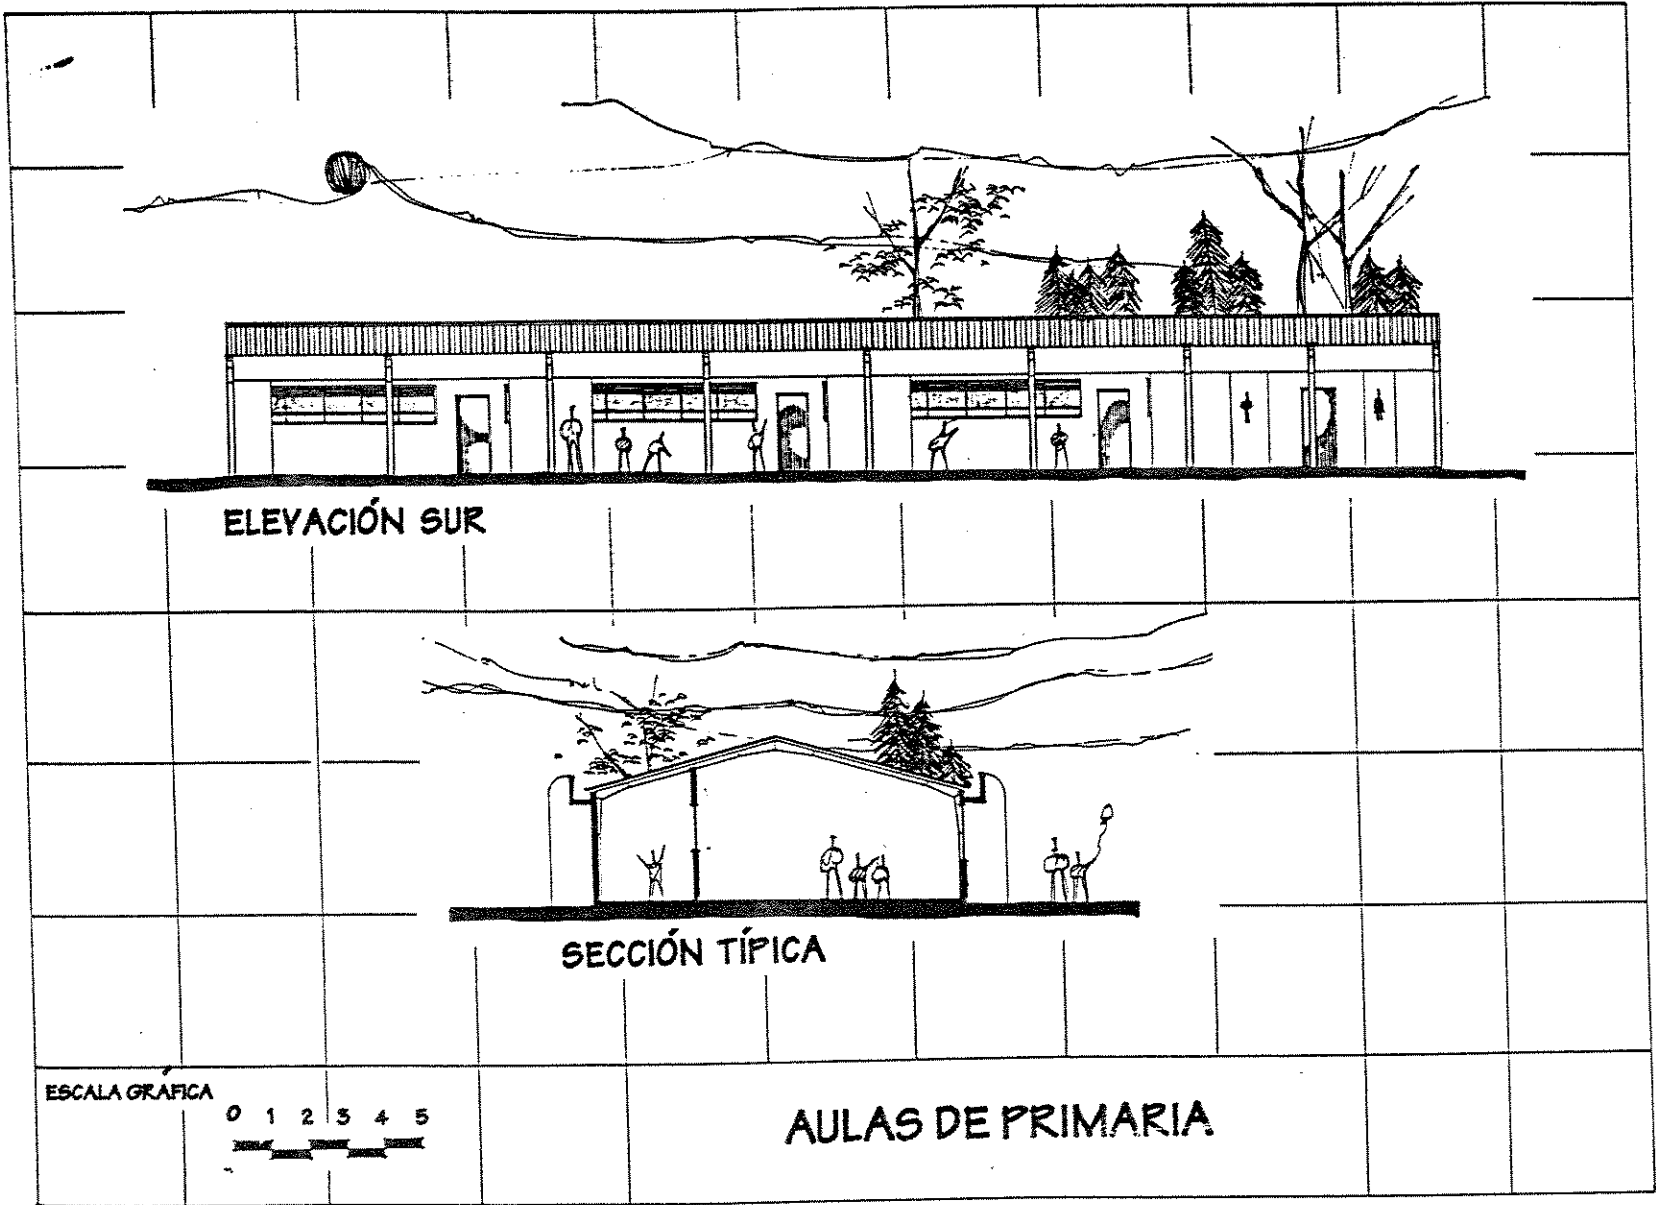 ELEVACIÓN SUR
SECCIÓN TÍPICA
ESCALA GRÁFICA
0 1 2 3 4 5
AULAS DE PRIMARIA